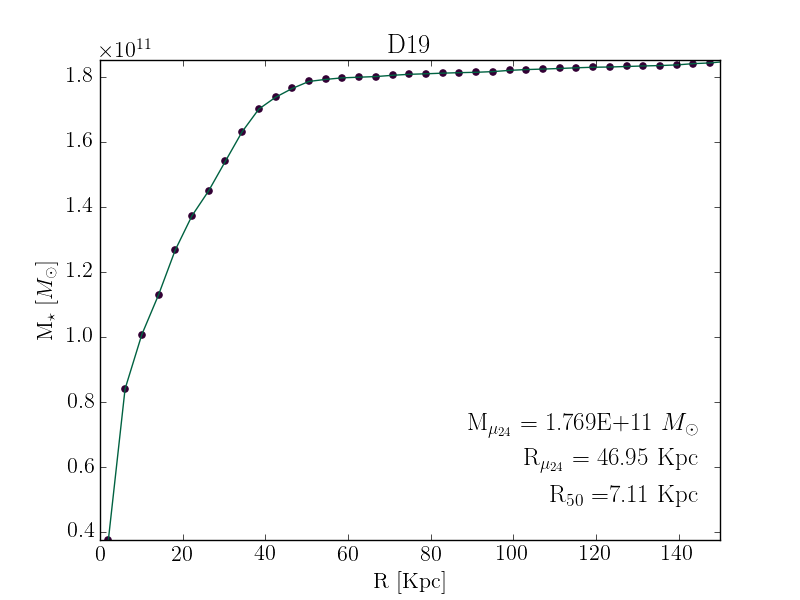 D19
×10¹¹
1.8
1.6
1.4
1.2
1.0
0.8
0.6
0.4
M⋆ [M⊙]
M_μ24 = 1.769E+11 M⊙
R_μ24 = 46.95 Kpc
R₅₀ =7.11 Kpc
0 20 40 60 80 100 120 140
R [Kpc]